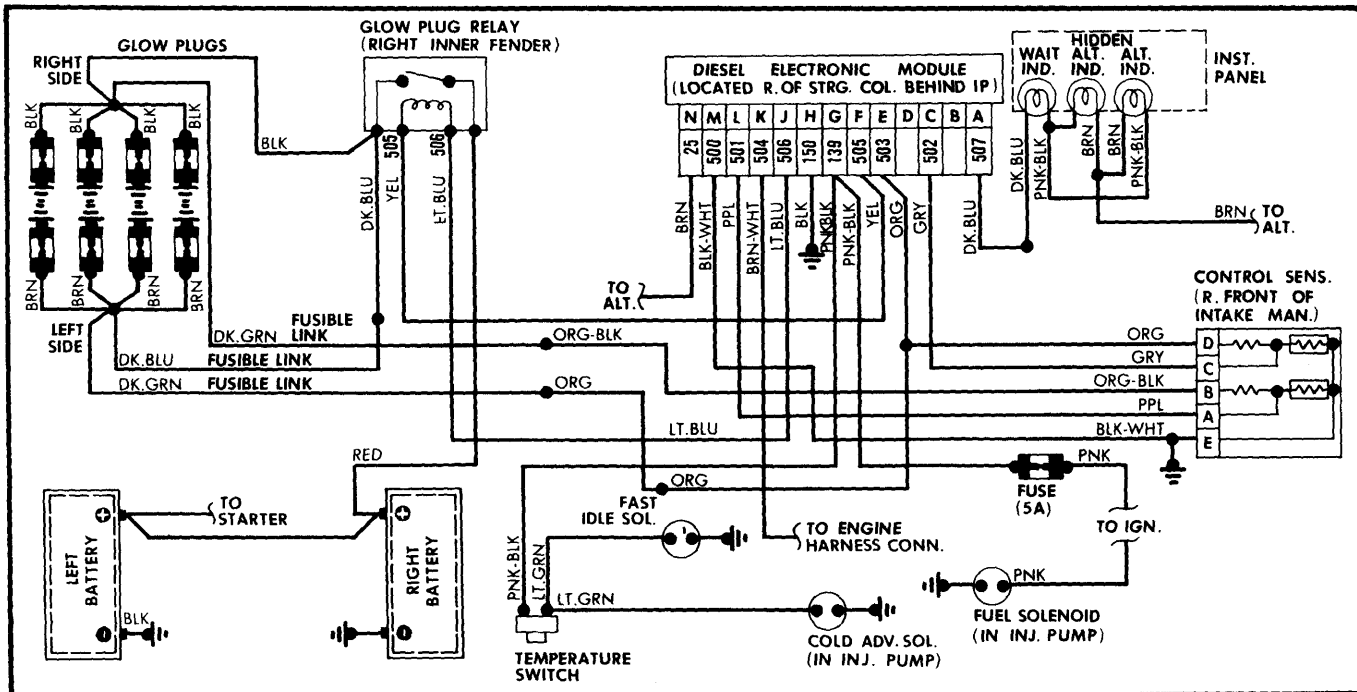 GLOW PLUG RELAY
(RIGHT INNER FENDER)
GLOW PLUGS
RIGHT
SIDE
BLK
BLK
BLK
BLK
BLK
BRN
BRN
BRN
BRN
LEFT
SIDE
505
506
DK.BLU
YEL
LT.BLU
DIESEL ELECTRONIC MODULE
(LOCATED R. OF STRG. COL. BEHIND IP)
N M L K J H G F E D C B A
25 500 501 504 506 150 139 505 503 502 507
BRN
BLK-WHT
PPL
BRN-WHT
LT.BLU
BLK
PNK-BLK
PNK-BLK
YEL
ORG
GRY
DK.BLU
HIDDEN
WAIT
IND.
ALT.
IND.
ALT.
IND.
INST.
PANEL
DK.BLU
PNK-BLK
BRN
BRN
PNK-BLK
BRN
TO
ALT.
TO
ALT.
CONTROL SENS.
(R. FRONT OF
INTAKE MAN.)
ORG D
GRY C
ORG-BLK B
PPL A
BLK-WHT E
DK.GRN FUSIBLE
LINK
ORG-BLK
DK.BLU FUSIBLE LINK
DK.GRN FUSIBLE LINK
ORG
LT.BLU
RED
ORG
PNK
FUSE
(5A)
TO IGN.
TO
STARTER
FAST
IDLE SOL.
TO ENGINE
HARNESS CONN.
LEFT
BATTERY
BLK
RIGHT
BATTERY
PNK-BLK
LT.GRN
LT.GRN
TEMPERATURE
SWITCH
COLD ADV. SOL.
(IN INJ. PUMP)
PNK
FUEL SOLENOID
(IN INJ. PUMP)